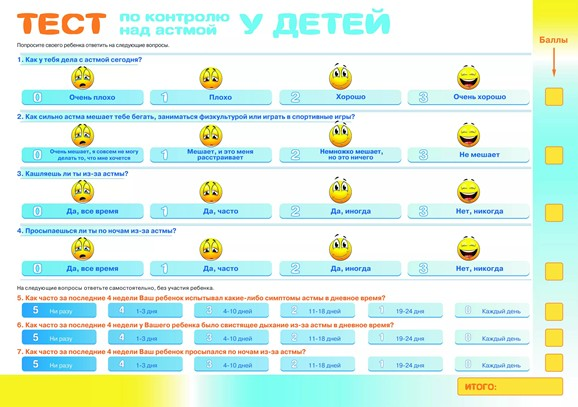 ТЕСТ по контролю над астмой У ДЕТЕЙ
Баллы
Попросите своего ребенка ответить на следующие вопросы.
1. Как у тебя дела с астмой сегодня?
0 Очень плохо 1 Плохо 2 Хорошо 3 Очень хорошо
2. Как сильно астма мешает тебе бегать, заниматься физкультурой или играть в спортивные игры?
0 Очень мешает, я совсем не могу делать то, что мне хочется 1 Мешает, и это меня расстраивает 2 Немножко мешает, но это ничего 3 Не мешает
3. Кашляешь ли ты из-за астмы?
0 Да, все время 1 Да, часто 2 Да, иногда 3 Нет, никогда
4. Просыпаешься ли ты по ночам из-за астмы?
0 Да, все время 1 Да, часто 2 Да, иногда 3 Нет, никогда
На следующие вопросы ответьте самостоятельно, без участия ребенка.
5. Как часто за последние 4 недели Ваш ребенок испытывал какие-либо симптомы астмы в дневное время?
5 Ни разу 4 1-3 дня 3 4-10 дней 2 11-18 дней 1 19-24 дня 0 Каждый день
6. Как часто за последние 4 недели у Вашего ребенка было свистящее дыхание из-за астмы в дневное время?
5 Ни разу 4 1-3 дня 3 4-10 дней 2 11-18 дней 1 19-24 дня 0 Каждый день
7. Как часто за последние 4 недели Ваш ребенок просыпался по ночам из-за астмы?
5 Ни разу 4 1-3 дня 3 4-10 дней 2 11-18 дней 1 19-24 дня 0 Каждый день
ИТОГО: